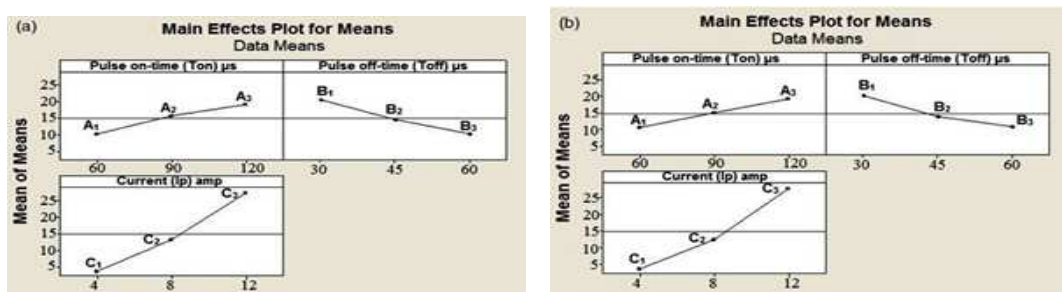 (a)
Main Effects Plot for Means
Data Means
Pulse on-time (Ton) µs
Pulse off-time (Toff) µs
Mean of Means
25
20
15
10
5
A1
A2
A3
B1
B2
B3
60
90
120
30
45
60
Current (Ip) amp
25
20
15
10
5
C1
C2
C3
4
8
12
(b)
Main Effects Plot for Means
Data Means
Pulse on-time (Ton) µs
Pulse off-time (Toff) µs
Mean of Means
25
20
15
10
5
A1
A2
A3
B1
B2
B3
60
90
120
30
45
60
Current (Ip) amp
25
20
15
10
5
C1
C2
C3
4
8
12